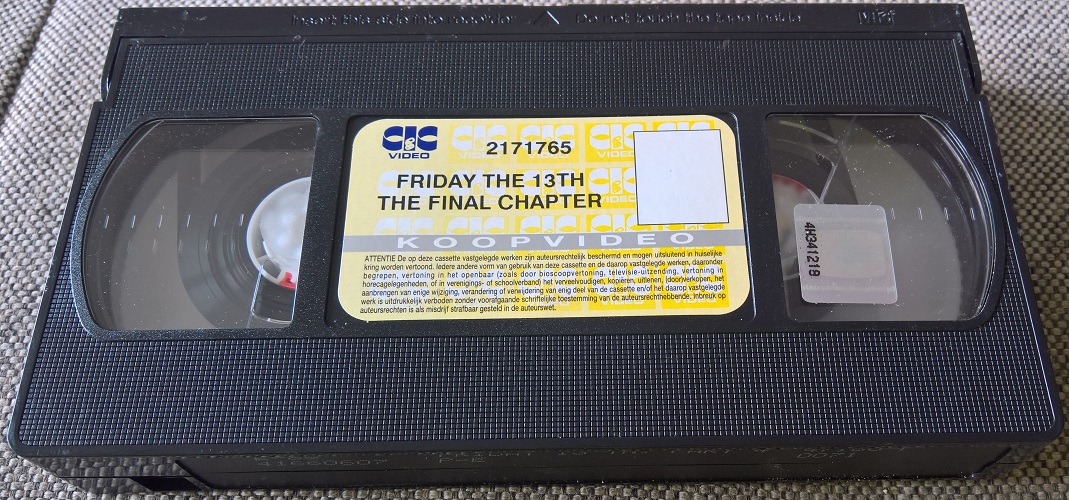 Insert this side into recorder Do not touch the tape inside
CIC
VIDEO
2171765
FRIDAY THE 13TH
THE FINAL CHAPTER
KOOPVIDEO
ATTENTIE De op deze cassette vastgelegde werken zijn auteursrechtelijk beschermd en mogen uitsluitend in huiselijke
kring worden vertoond. Iedere andere vorm van gebruik van deze cassette en de daarop vastgelegde werken, daaronder
begrepen, vertoning in het openbaar (zoals door bioscoopvertoning, televisie-uitzending, vertoning in
horecagelegenheden, of in verenigings- of schoolverband) het verveelvoudigen, kopiëren, uitlenen, (door)verkopen, het
aanbrengen van enige wijziging, verandering of verwijdering van enig deel van de cassette en/of het daarop vastgelegde
werk is uitdrukkelijk verboden zonder voorafgaande schriftelijke toestemming van de auteursrechthebbende, inbreuk op
auteursrechten is als misdrijf strafbaar gesteld in de auteurswet.
4H341218